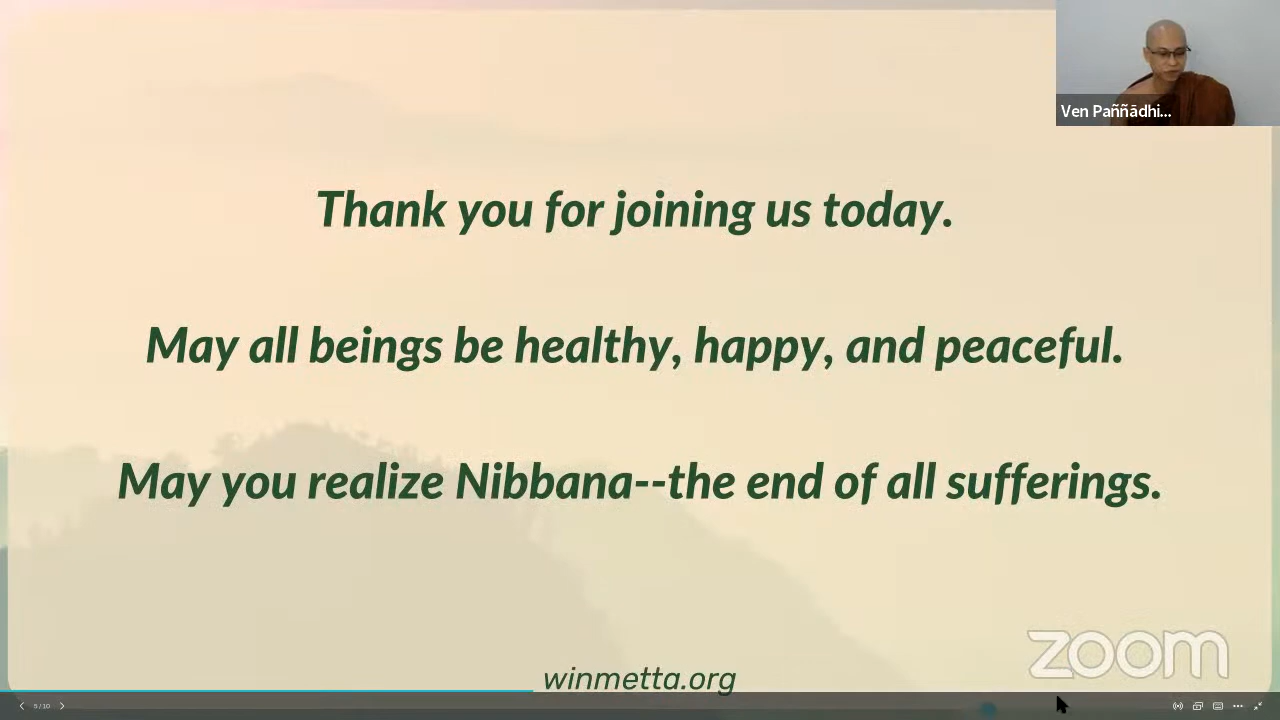 Ven Paññādhi...
Thank you for joining us today.
May all beings be healthy, happy, and peaceful.
May you realize Nibbana--the end of all sufferings.
zoom
winmetta.org